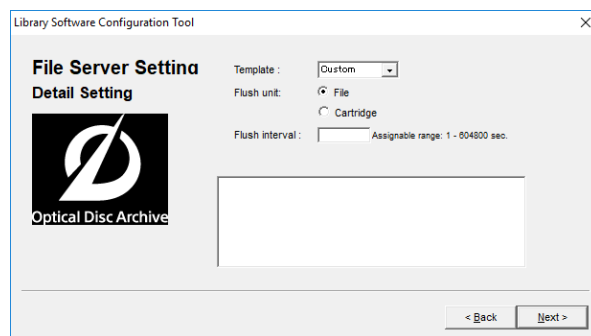 Library Software Configuration Tool
File Server Setting
Detail Setting
Optical Disc Archive
Template :
Custom
Flush unit:
File
Cartridge
Flush interval :
Assignable range: 1 - 604800 sec.
< Back
Next >